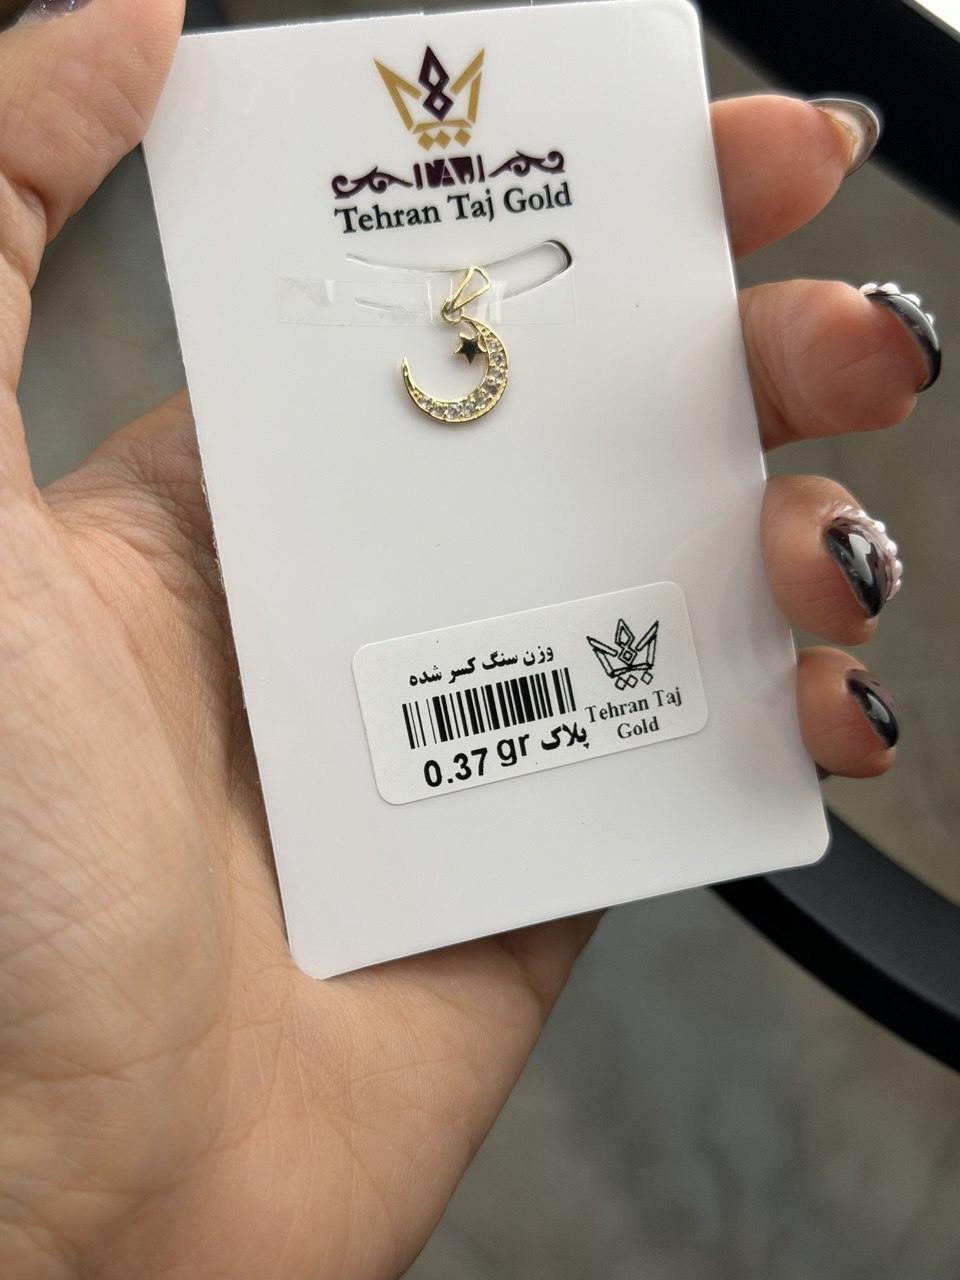 Tehran Taj Gold
وزن سنگ کسر شده
Tehran Taj
Gold
0.37 gr پلاک